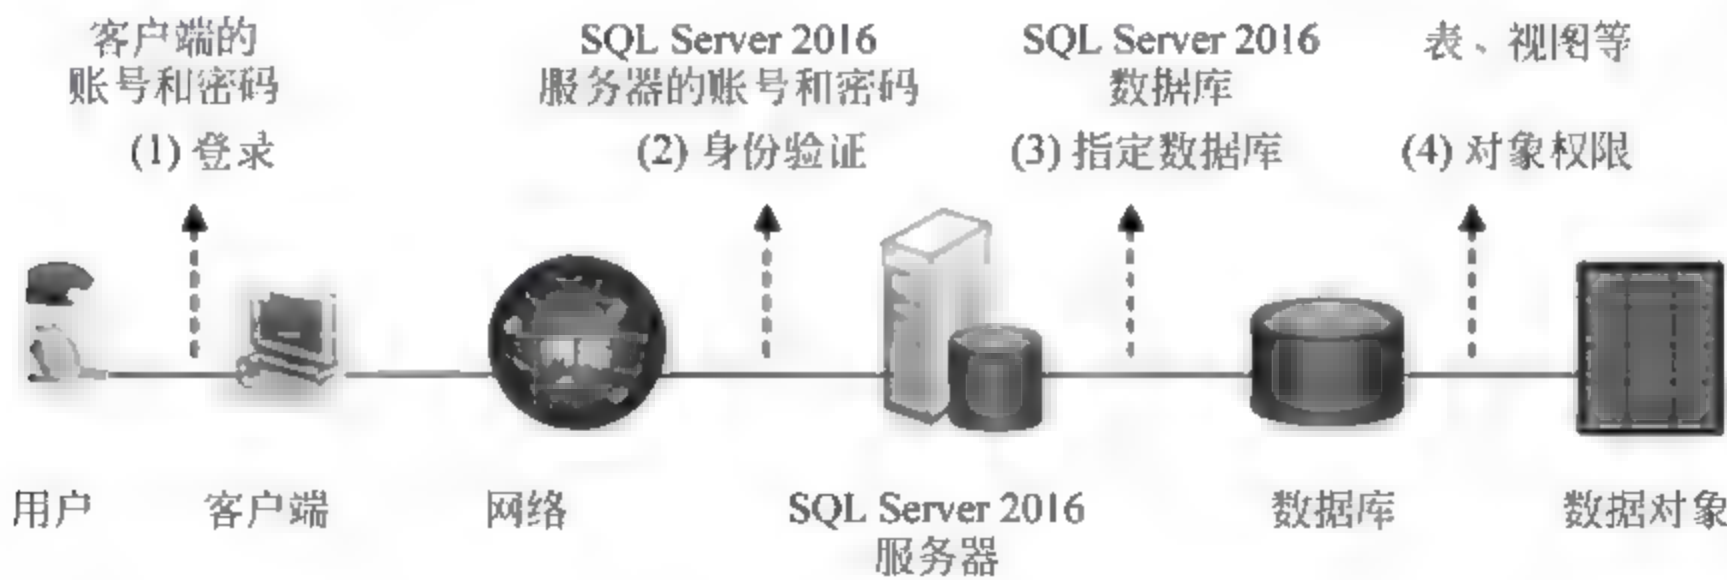 客户端的
账号和密码
(1) 登录
SQL Server 2016
服务器的账号和密码
(2) 身份验证
SQL Server 2016
数据库
(3) 指定数据库
表、视图等
(4) 对象权限
用户
客户端
网络
SQL Server 2016
服务器
数据库
数据对象